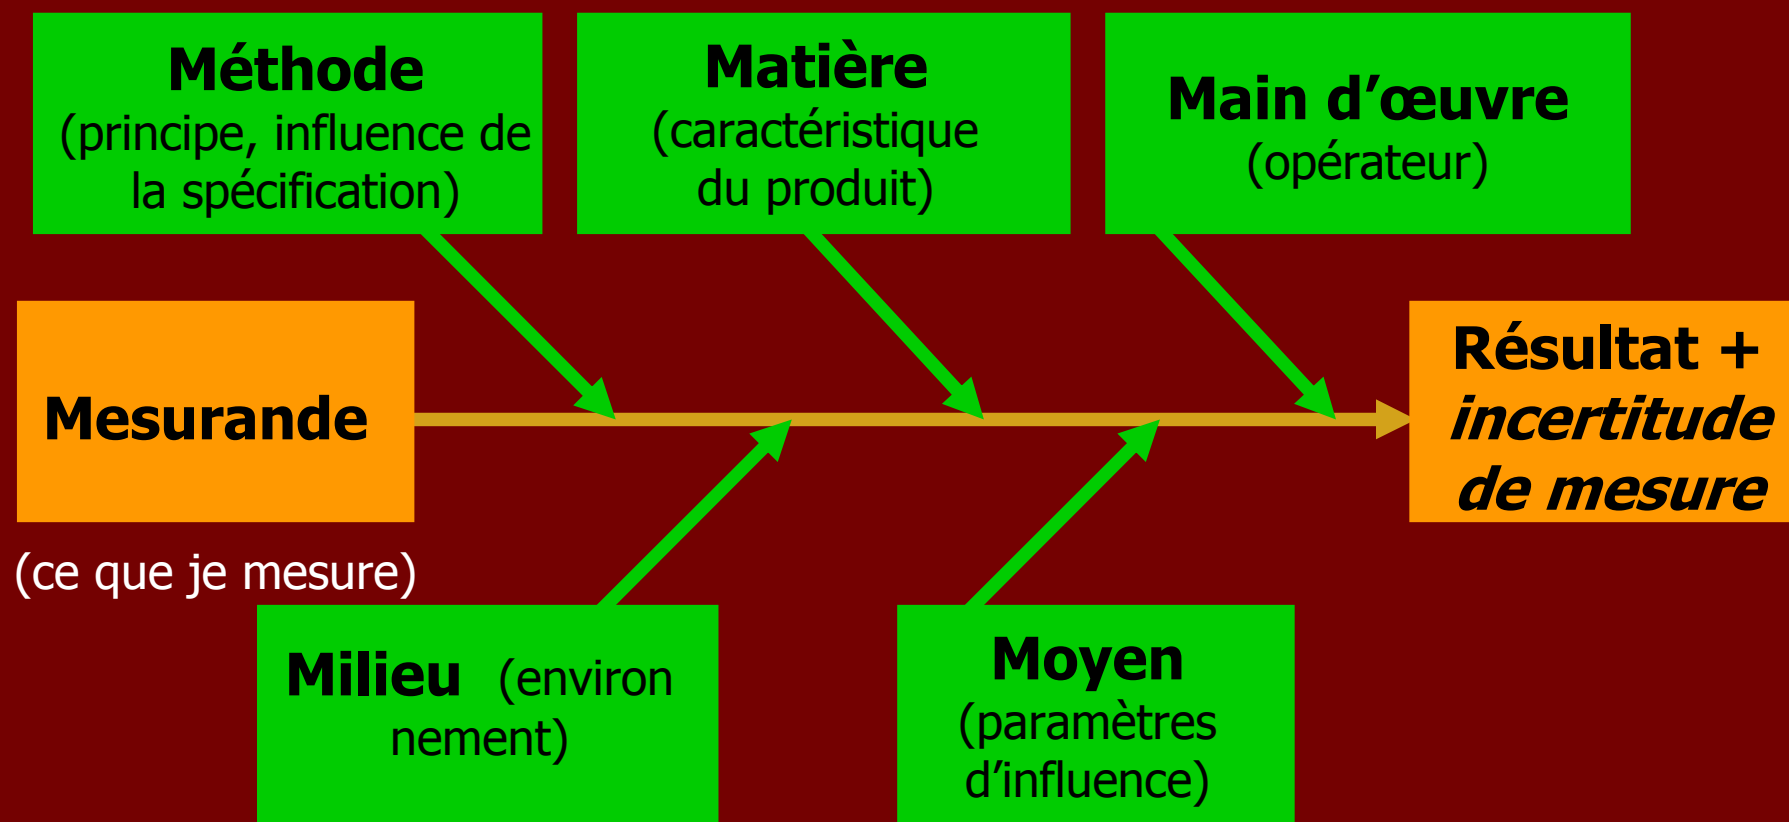 Méthode
(principe, influence de
la spécification)
Matière
(caractéristique
du produit)
Main d’œuvre
(opérateur)
Mesurande
(ce que je mesure)
Résultat +
incertitude
de mesure
Milieu (environ
nement)
Moyen
(paramètres
d’influence)